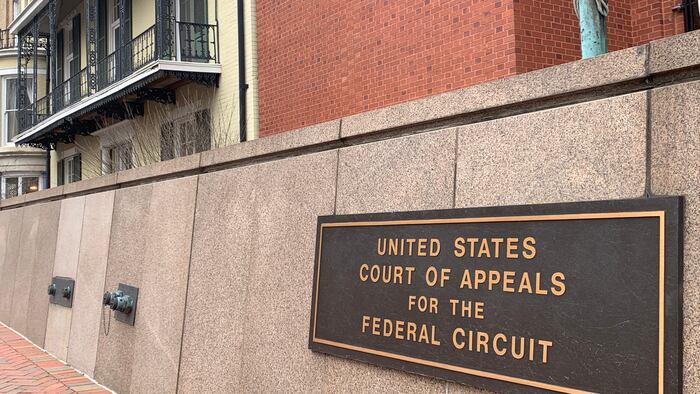 UNITED STATES
COURT OF APPEALS
FOR THE
FEDERAL CIRCUIT